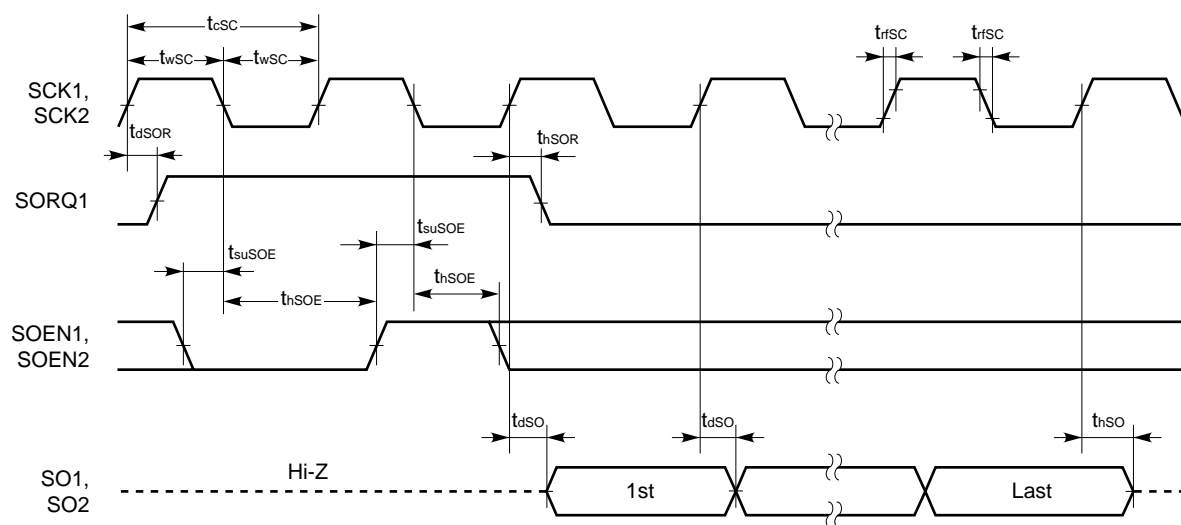 tcSC
twSC twSC
trfSC trfSC
SCK1,
SCK2
tdSOR
thSOR
SORQ1
tsuSOE
tsuSOE
thSOE
thSOE
SOEN1,
SOEN2
tdSO
tdSO
thSO
Hi-Z
SO1,
SO2
1st
Last